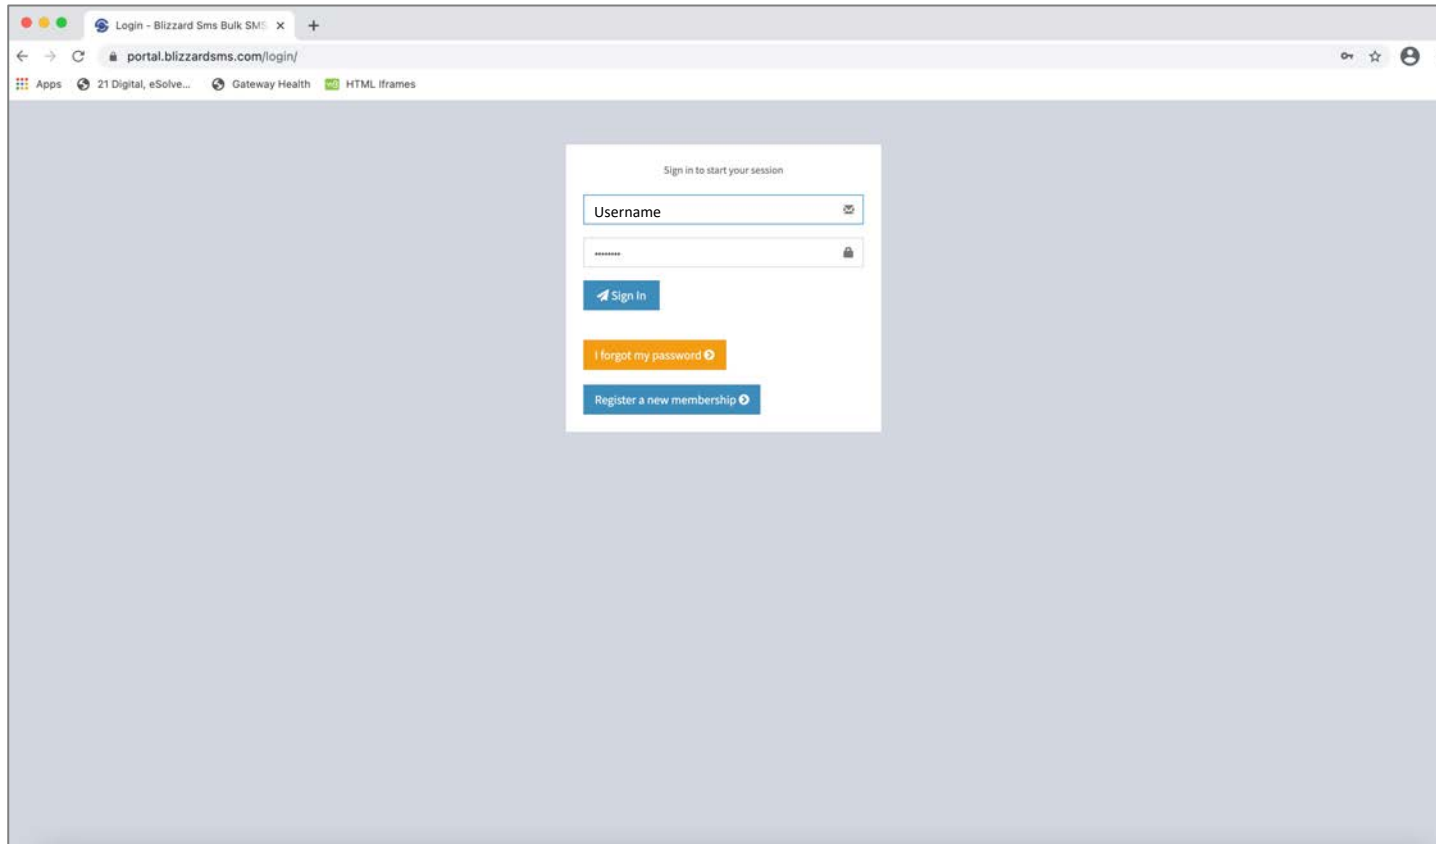 Login - Blizzard Sms Bulk SMS
portal.blizzardsms.com/login/
Apps 21 Digital, eSolve... Gateway Health HTML Iframes
Sign in to start your session
Username
Sign In
I forgot my password
Register a new membership